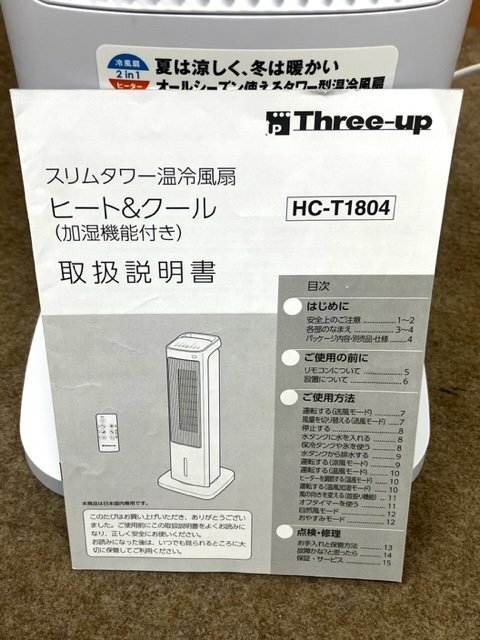 冷風扇
2in1
ヒーター
夏は涼しく、冬は暖かい
オールシーズン使えるタワー型温冷風扇
Three-up
スリムタワー温冷風扇
ヒート&クール
(加湿機能付き)
HC-T1804
取扱説明書
目次
はじめに
安全上のご注意 1~2
各部のなまえ 3~4
パッケージ内容・別売品・仕様 4
ご使用の前に
リモコンについて 5
設置について 6
ご使用方法
運転する(送風モード) 7
風量を切り替える(送風モード) 7
停止する 8
水タンクに水を入れる 8
保冷タンクや氷を使う 8
水タンクから排水する 9
運転する(涼風モード) 9
運転する(温風モード) 10
ヒーターを調節する(温風モード) 10
運転する(温風加湿モード) 10
風の向きを変える(首振り機能) 11
オフタイマーを使う 11
自然風モード 12
おやすみモード 12
点検・修理
お手入れと保管方法 13
故障かな?と思ったら 14
保証・サービス 15
本商品は日本国内専用です。
このたびはお買い上げいただき、ありがとうござい
ました。ご使用前にこの取扱説明書をよくお読みに
なり、正しく安全にお使いください。
お読みになった後は、いつでも見られるところに大
切に保管してご利用ください。